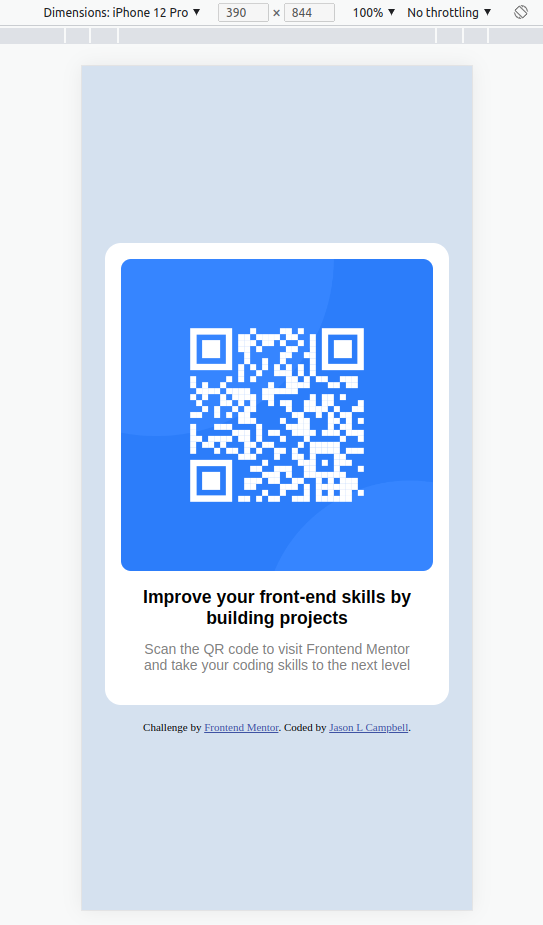 Dimensions: iPhone 12 Pro ▼ 390 × 844 100% ▼ No throttling ▼
Improve your front-end skills by
building projects
Scan the QR code to visit Frontend Mentor
and take your coding skills to the next level
Challenge by Frontend Mentor. Coded by Jason L Campbell.